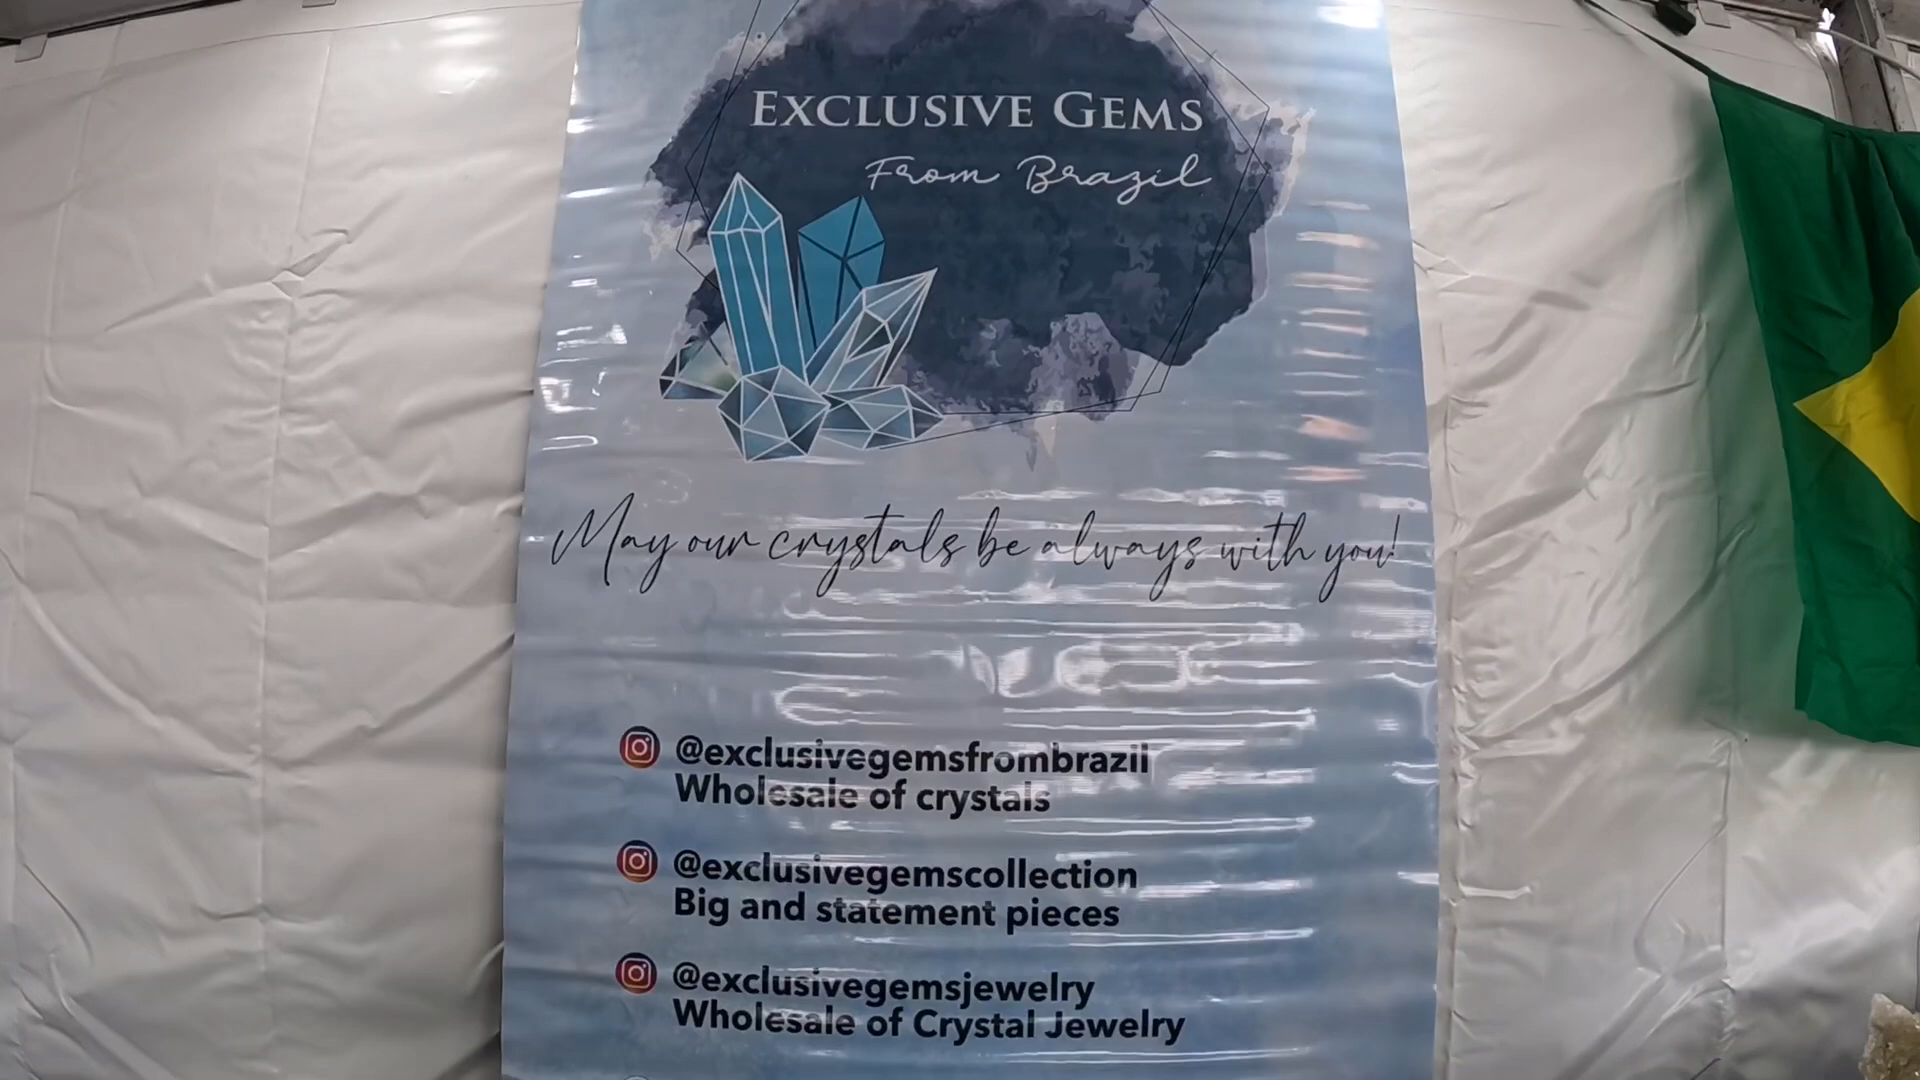 EXCLUSIVE GEMS
From Brazil
May our crystals be always with you!
@exclusivegemsfrombrazil
Wholesale of crystals
@exclusivegemscollection
Big and statement pieces
@exclusivegemsjewelry
Wholesale of Crystal Jewelry